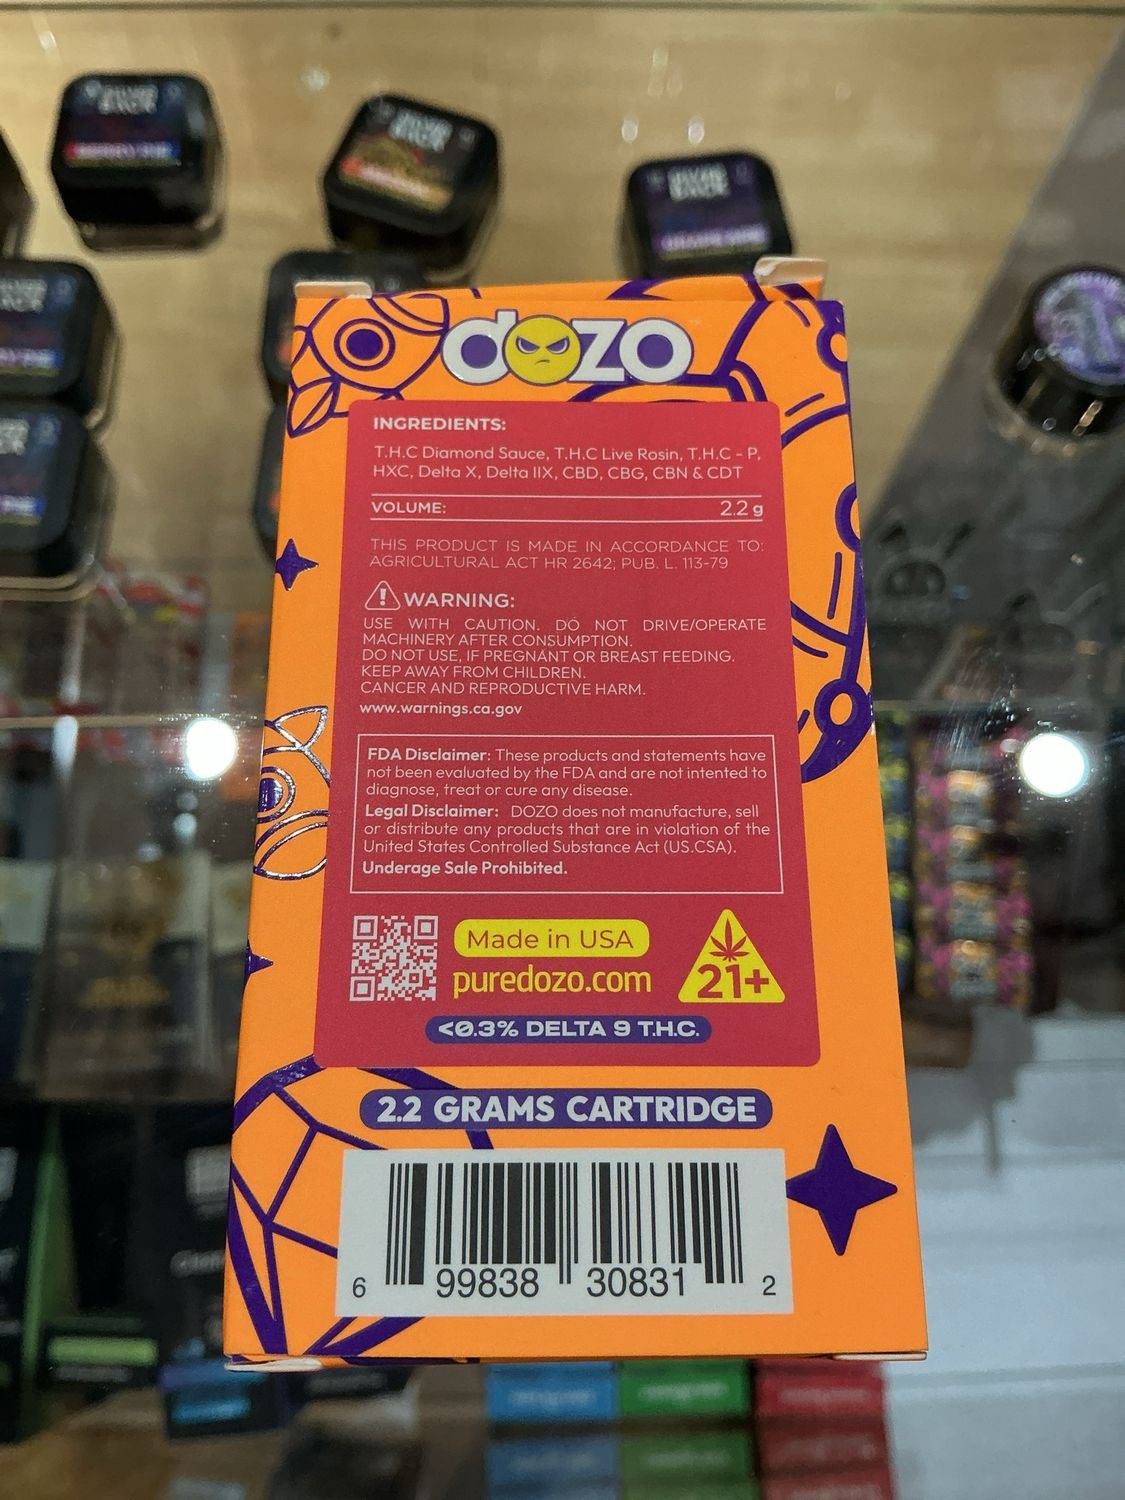 dozo
INGREDIENTS:
T.H.C Diamond Sauce, T.H.C Live Rosin, T.H.C - P,
HXC, Delta X, Delta IIX, CBD, CBG, CBN & CDT
VOLUME: 2.2 g
THIS PRODUCT IS MADE IN ACCORDANCE TO:
AGRICULTURAL ACT HR 2642; PUB. L. 113-79
WARNING:
USE WITH CAUTION. DO NOT DRIVE/OPERATE
MACHINERY AFTER CONSUMPTION.
DO NOT USE, IF PREGNANT OR BREAST FEEDING.
KEEP AWAY FROM CHILDREN.
CANCER AND REPRODUCTIVE HARM.
www.warnings.ca.gov
FDA Disclaimer: These products and statements have
not been evaluated by the FDA and are not intented to
diagnose, treat or cure any disease.
Legal Disclaimer: DOZO does not manufacture, sell
or distribute any products that are in violation of the
United States Controlled Substance Act (US.CSA).
Underage Sale Prohibited.
Made in USA
puredozo.com
21+
<0.3% DELTA 9 T.H.C.
2.2 GRAMS CARTRIDGE
6 99838 30831 2